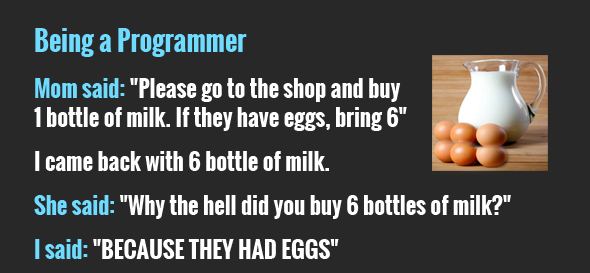 Being a Programmer
Mom said: "Please go to the shop and buy
1 bottle of milk. If they have eggs, bring 6"
I came back with 6 bottle of milk.
She said: "Why the hell did you buy 6 bottles of milk?"
I said: "BECAUSE THEY HAD EGGS"